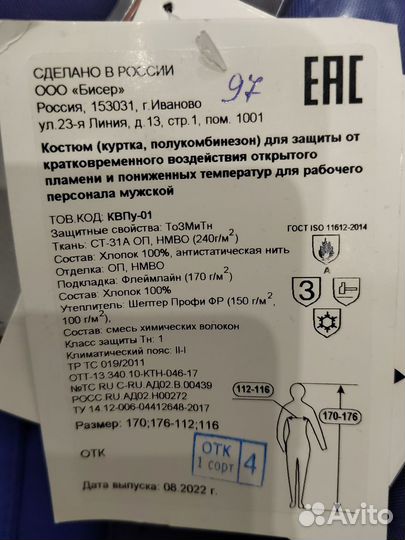 СДЕЛАНО В РОССИИ
ООО «Бисер»
Россия, 153031, г.Иваново
ул.23-я Линия, д.13, стр.1, пом. 1001
97
EAC
Костюм (куртка, полукомбинезон) для защиты от
кратковременного воздействия открытого
пламени и пониженных температур для рабочего
персонала мужской
ТОВ.КОД: КВПу-01
Защитные свойства: ТоЗМиТн
Ткань: СТ-31А ОП, НМВО (240г/м²)
Состав: Хлопок 100%, антистатическая нить
Отделка: ОП, НМВО
Подкладка: Флеймлайн (170 г/м²)
Состав: Хлопок 100%
Утеплитель: Шелтер Профи ФР (150 г/м²,
100 г/м²),
Состав: смесь химических волокон
Класс защиты Тн: 1
Климатический пояс: II-I
ТР ТС 019/2011
ОТТ-13.340.10-КТН-046-17
№ТС RU C-RU.АД02.В.00439
РОСС RU.АД02.Н00272
ТУ 14.12-006-04412648-2017
Размер: 170;176-112;116
ОТК
Дата выпуска: 08.2022 г.
ГОСТ ISO 11612-2014
А
3
112-116
170-176
ОТК
1 сорт
4
Avito